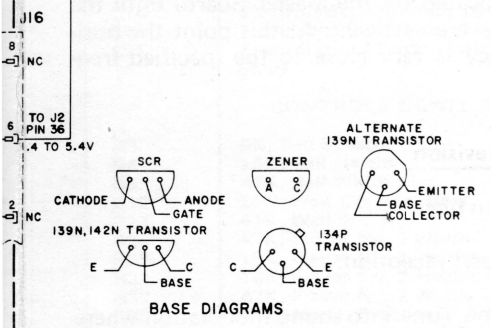 J16
8
NC
TO J2
PIN 36
6
.4 TO 5.4V
2
NC
SCR
CATHODE
ANODE
GATE
ZENER
A C
ALTERNATE
139N TRANSISTOR
EMITTER
BASE
COLLECTOR
139N,142N TRANSISTOR
E
C
BASE
134P
TRANSISTOR
C
E
BASE
BASE DIAGRAMS